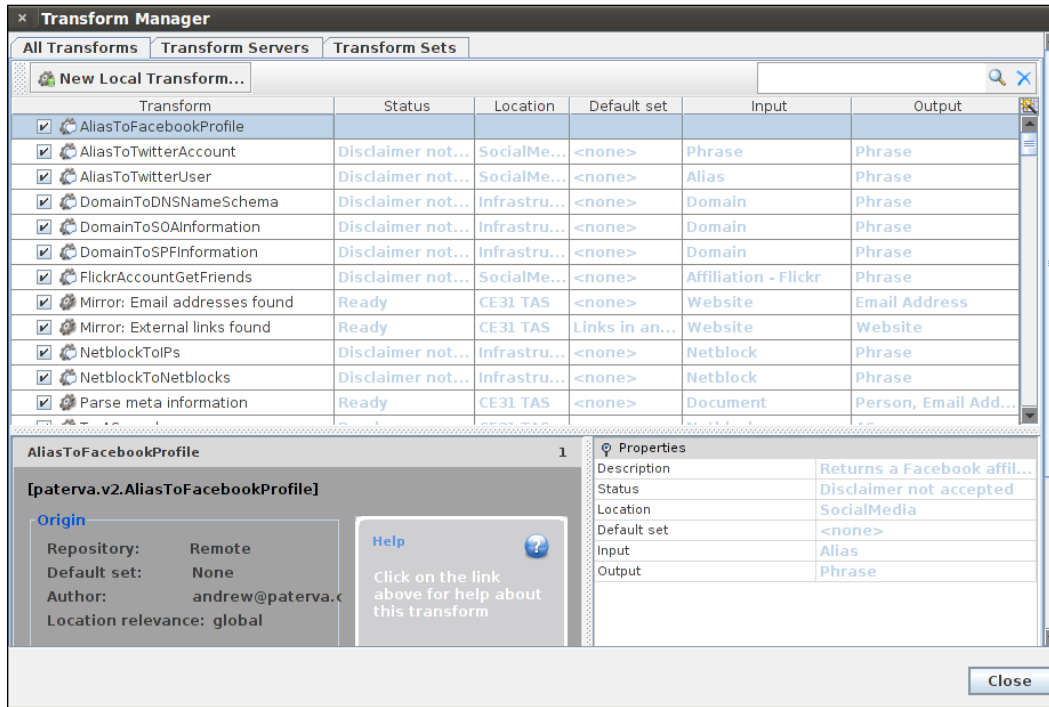 × Transform Manager
All Transforms Transform Servers Transform Sets
New Local Transform...
Transform Status Location Default set Input Output
AliasToFacebookProfile
AliasToTwitterAccount Disclaimer not... SocialMe... <none> Phrase Phrase
AliasToTwitterUser Disclaimer not... SocialMe... <none> Alias Phrase
DomainToDNSNameSchema Disclaimer not... Infrastru... <none> Domain Phrase
DomainToSOAInformation Disclaimer not... Infrastru... <none> Domain Phrase
DomainToSPFInformation Disclaimer not... Infrastru... <none> Domain Phrase
FlickrAccountGetFriends Disclaimer not... SocialMe... <none> Affiliation - Flickr Phrase
Mirror: Email addresses found Ready CE31 TAS <none> Website Email Address
Mirror: External links found Ready CE31 TAS Links in an... Website Website
NetblockToIPs Disclaimer not... Infrastru... <none> Netblock Phrase
NetblockToNetblocks Disclaimer not... Infrastru... <none> Netblock Phrase
Parse meta information Ready CE31 TAS <none> Document Person, Email Add...
AliasToFacebookProfile 1
[paterva.v2.AliasToFacebookProfile]
Origin
Repository: Remote
Default set: None
Author: andrew@paterva.c
Location relevance: global
Help
Click on the link
above for help about
this transform
Properties
Description Returns a Facebook affil...
Status Disclaimer not accepted
Location SocialMedia
Default set <none>
Input Alias
Output Phrase
Close